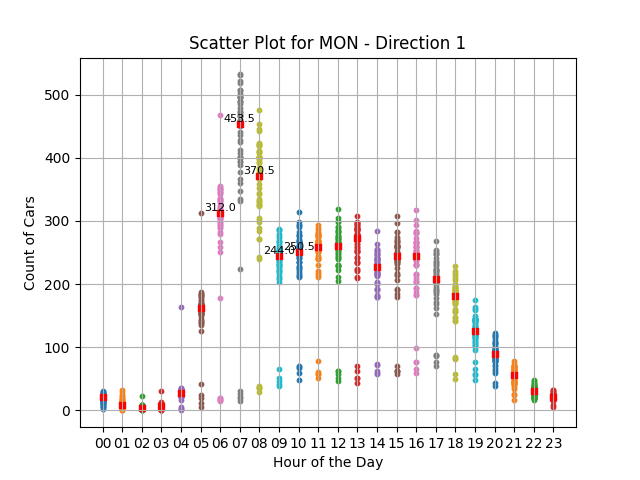 Scatter Plot for MON - Direction 1
500
400
300
200
100
0
Count of Cars
453.5
370.5
312.0
244.0
250.5
00 01 02 03 04 05 06 07 08 09 10 11 12 13 14 15 16 17 18 19 20 21 22 23
Hour of the Day